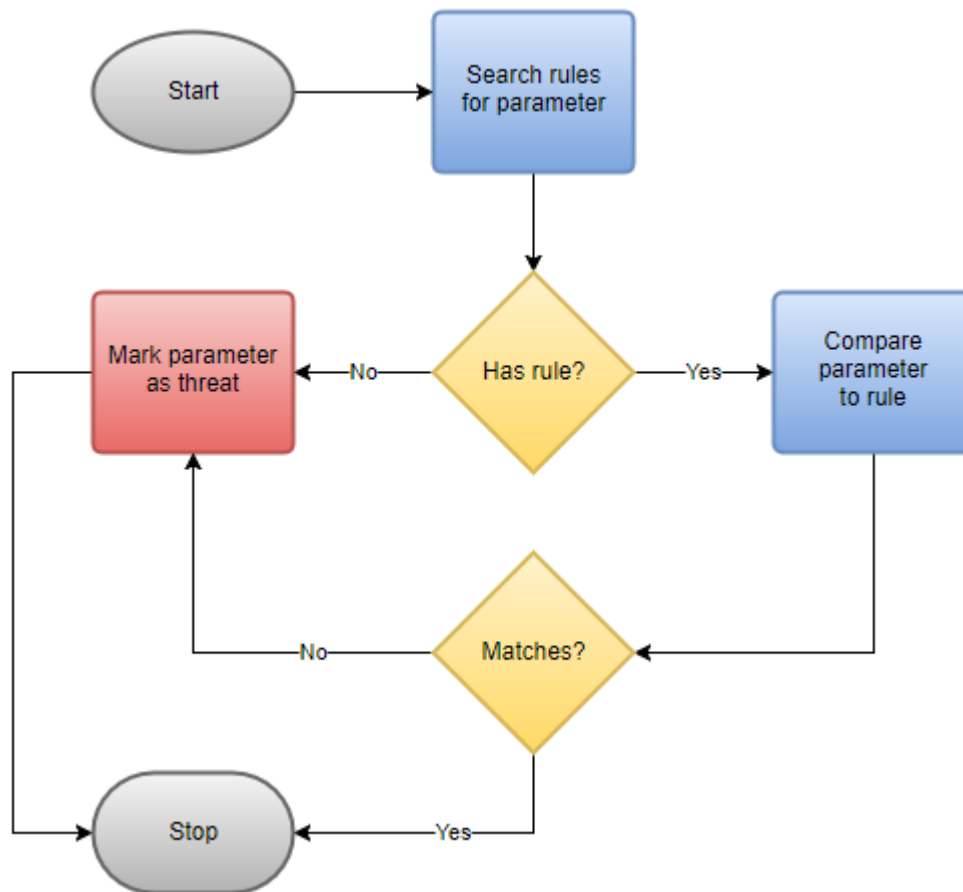 Start
Search rules
for parameter
Mark parameter
as threat
No
Has rule?
Yes
Compare
parameter
to rule
No
Matches?
Stop
Yes